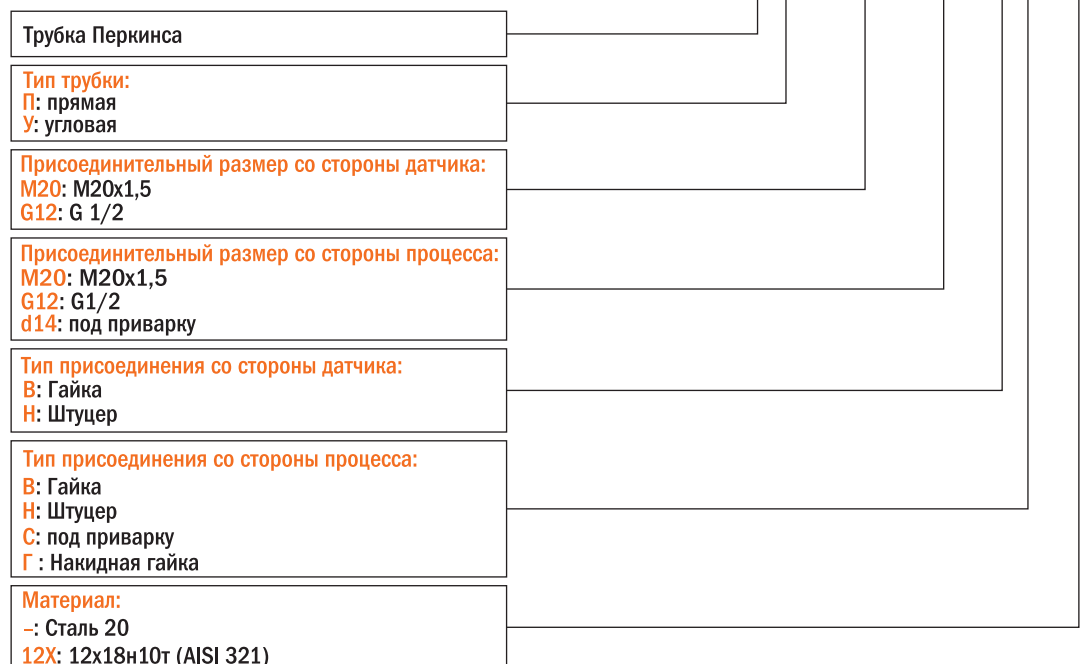 Трубка Перкинса
Тип трубки:
П: прямая
У: угловая
Присоединительный размер со стороны датчика:
М20: М20х1,5
G12: G 1/2
Присоединительный размер со стороны процесса:
М20: М20х1,5
G12: G1/2
d14: под приварку
Тип присоединения со стороны датчика:
В: Гайка
Н: Штуцер
Тип присоединения со стороны процесса:
В: Гайка
Н: Штуцер
С: под приварку
Г : Накидная гайка
Материал:
–: Сталь 20
12Х: 12х18н10т (AISI 321)